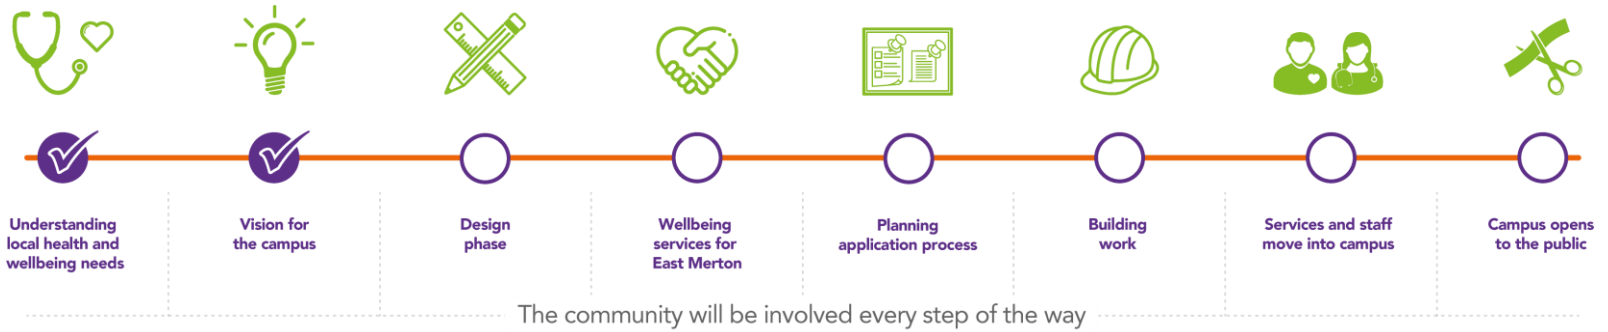 Understanding
local health and
wellbeing needs
Vision for
the campus
Design
phase
Wellbeing
services for
East Merton
Planning
application process
Building
work
Services and staff
move into campus
Campus opens
to the public
The community will be involved every step of the way